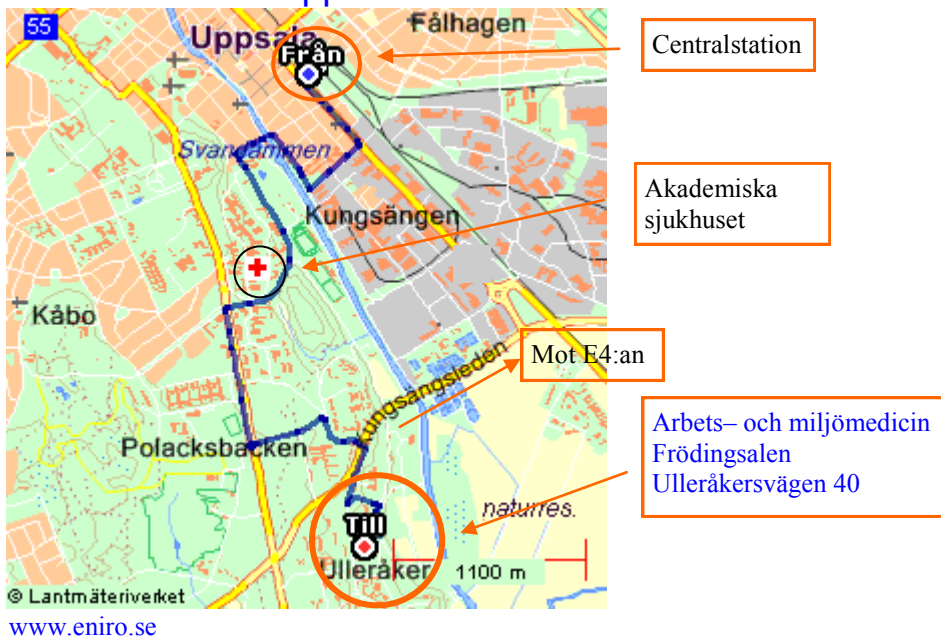 55
Uppsala
Fålhagen
Från
Centralstation
Svandammen
Akademiska
sjukhuset
Kungsängen
Kåbo
Mot E4:an
Kungsängsleden
Arbets– och miljömedicin
Frödingsalen
Ulleråkersvägen 40
Polacksbacken
naturres.
Till
Ulleråker
1100 m
© Lantmäteriverket
www.eniro.se